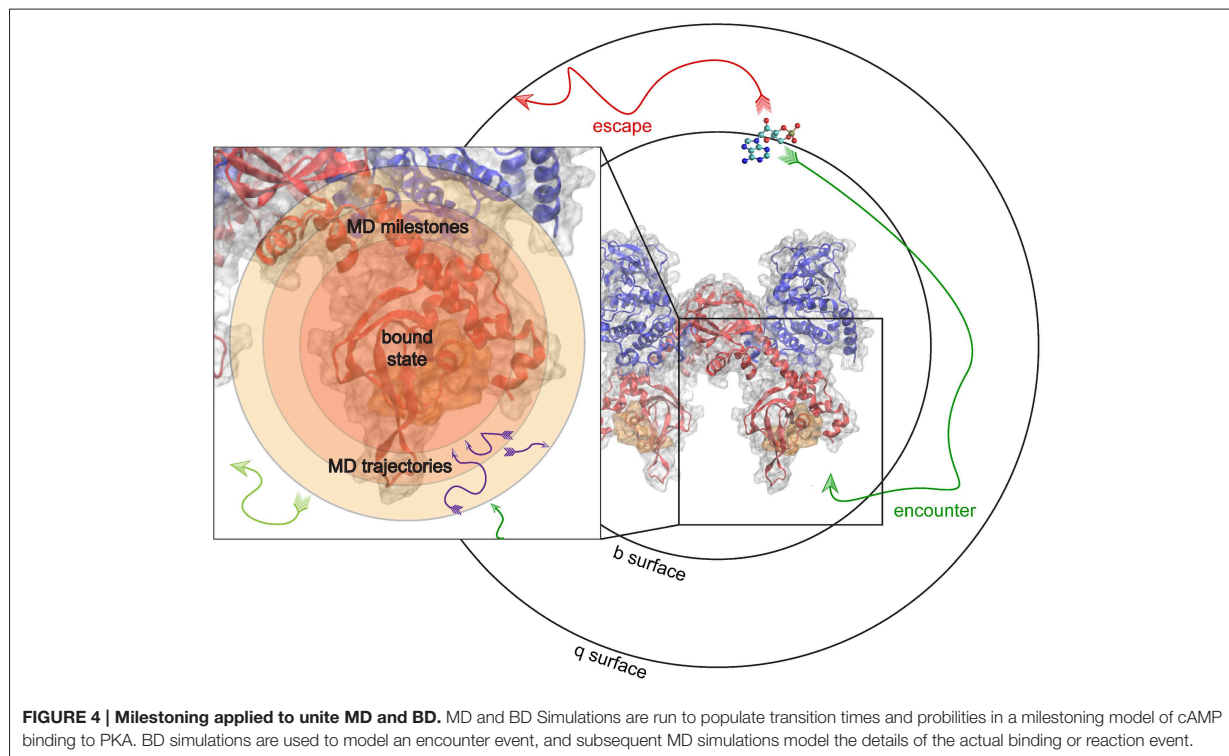 escape
MD milestones
bound
state
MD trajectories
encounter
b surface
q surface
FIGURE 4 | Milestoning applied to unite MD and BD. MD and BD Simulations are run to populate transition times and probilities in a milestoning model of cAMP
binding to PKA. BD simulations are used to model an encounter event, and subsequent MD simulations model the details of the actual binding or reaction event.